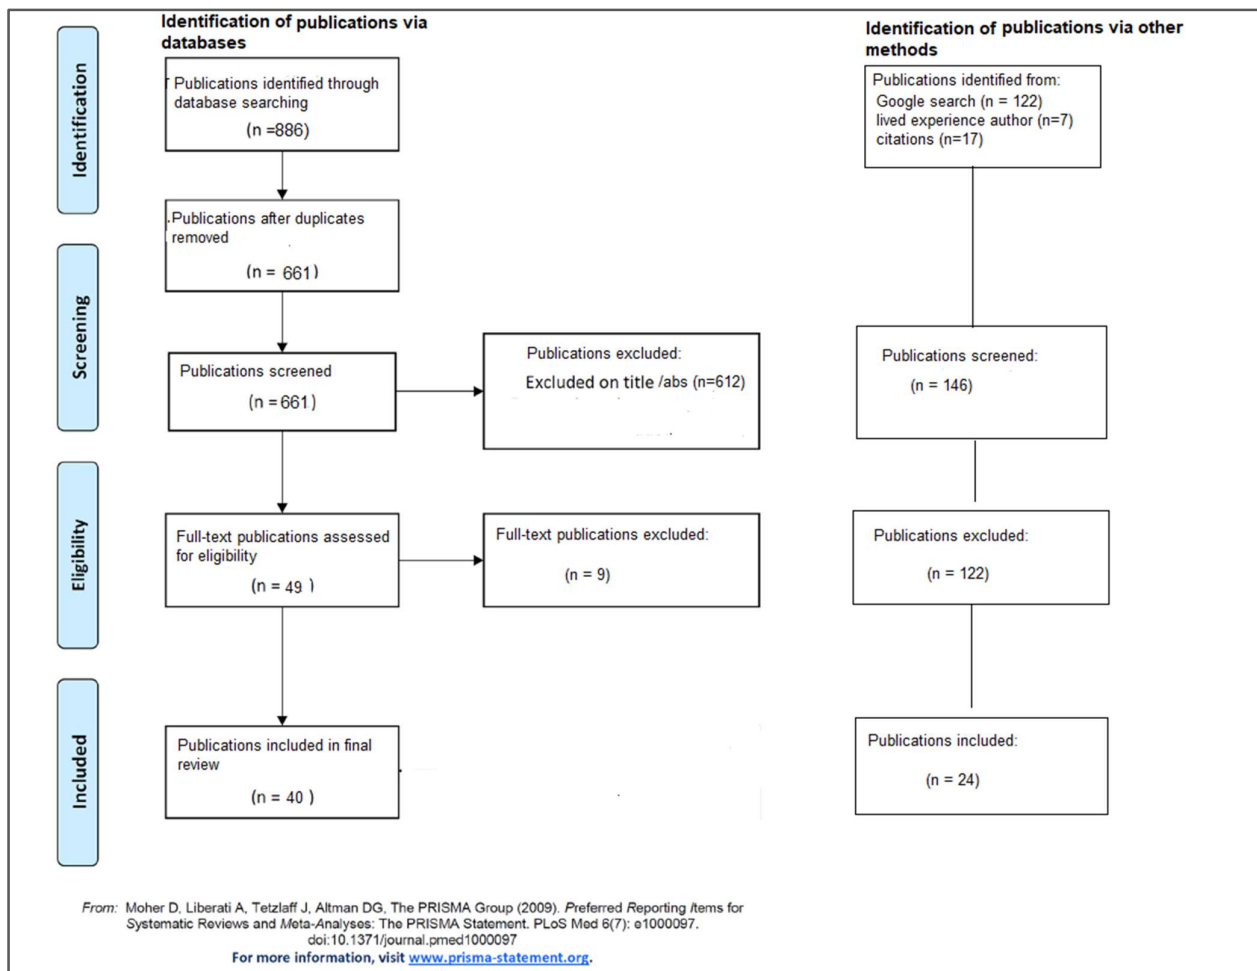 Identification of publications via
databases
Identification of publications via other
methods
Identification
Publications identified through
database searching
(n =886)
Publications identified from:
Google search (n = 122)
lived experience author (n=7)
citations (n=17)
Publications after duplicates
removed
(n = 661)
Screening
Publications screened
(n = 661)
Publications excluded:
Excluded on title /abs (n=612)
Publications screened:
(n = 146)
Eligibility
Full-text publications assessed
for eligibility
(n = 49 )
Full-text publications excluded:
(n = 9)
Publications excluded:
(n = 122)
Included
Publications included in final
review
(n = 40 )
Publications included:
(n = 24)
From: Moher D, Liberati A, Tetzlaff J, Altman DG, The PRISMA Group (2009). Preferred Reporting Items for
Systematic Reviews and Meta-Analyses: The PRISMA Statement. PLoS Med 6(7): e1000097.
doi:10.1371/journal.pmed1000097
For more information, visit www.prisma-statement.org.